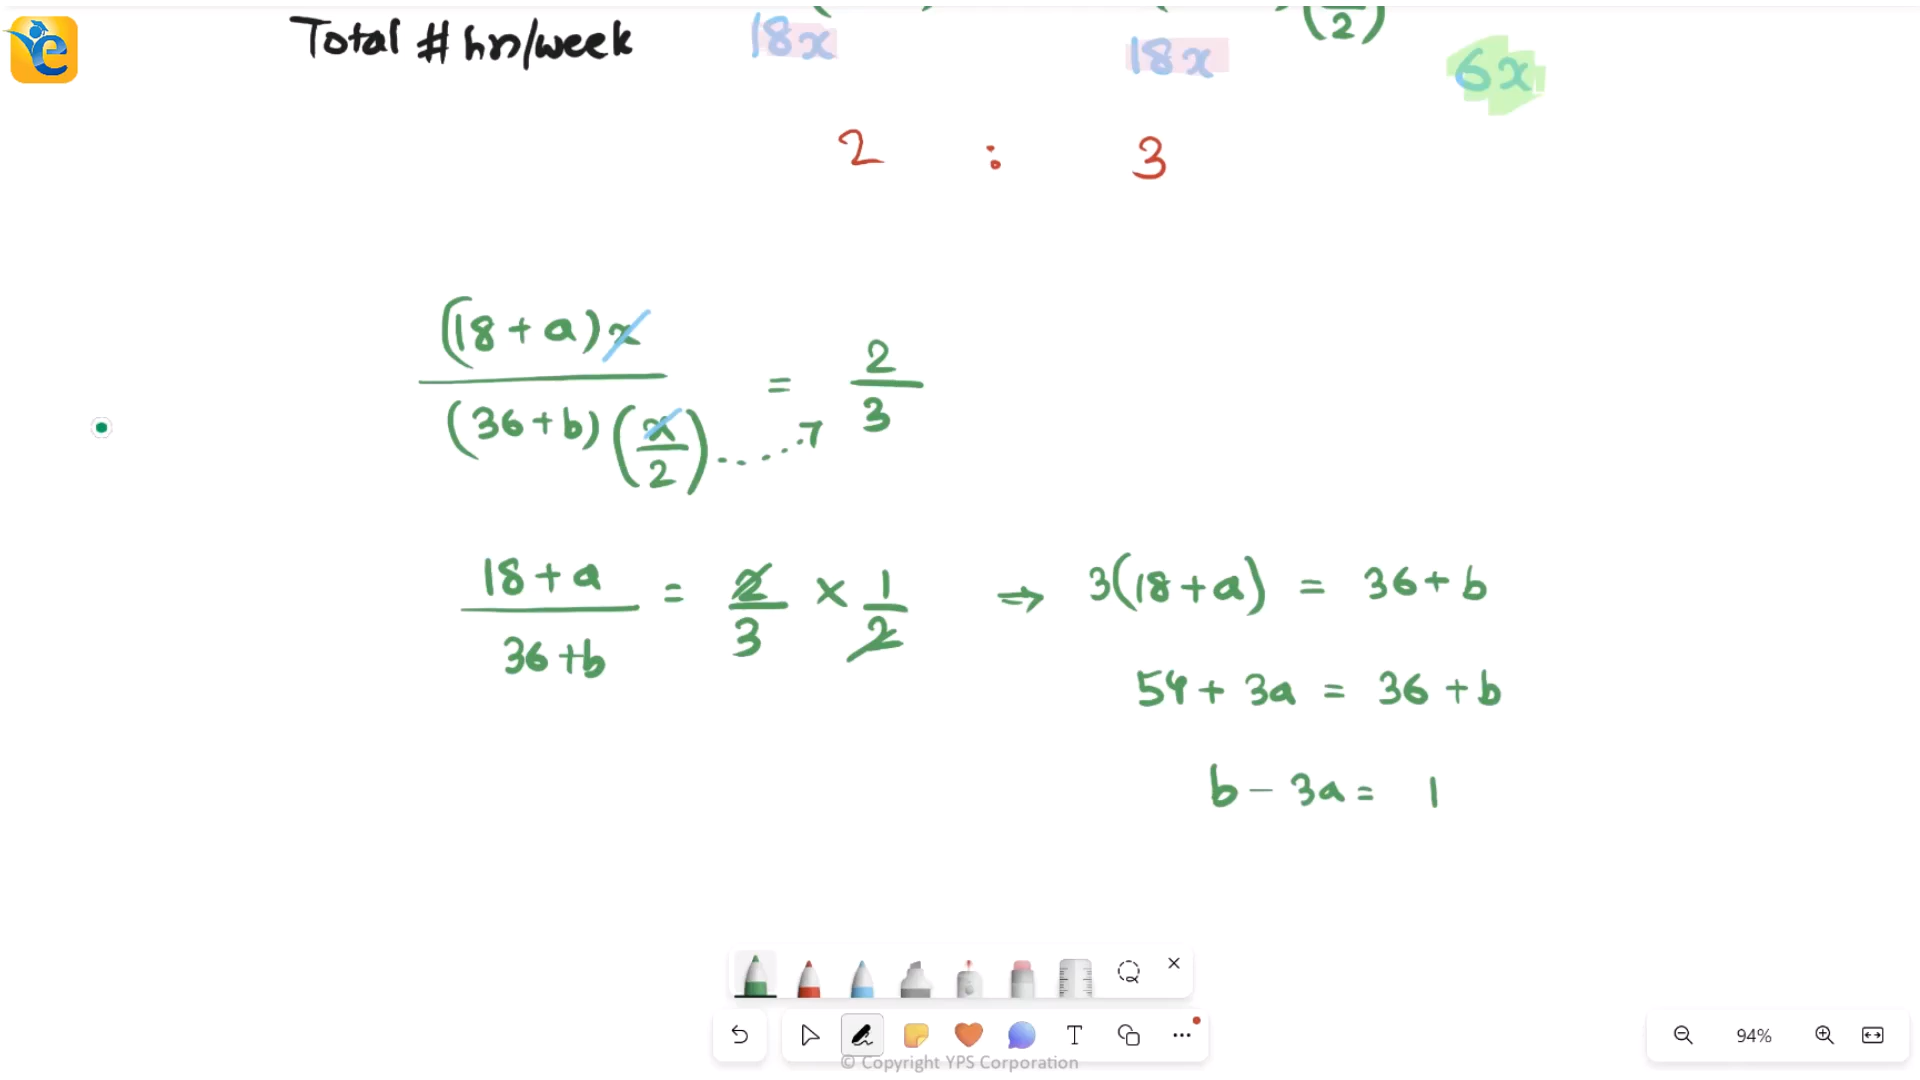 Total # hrs/week 18x 18x (2) 6x
2 : 3
(18 + a)x / (36 + b)(x/2) = 2/3
18 + a / 36 + b = 2/3 × 1/2 ⇒ 3(18 + a) = 36 + b
54 + 3a = 36 + b
b - 3a = 1
T
94%
© Copyright YPS Corporation